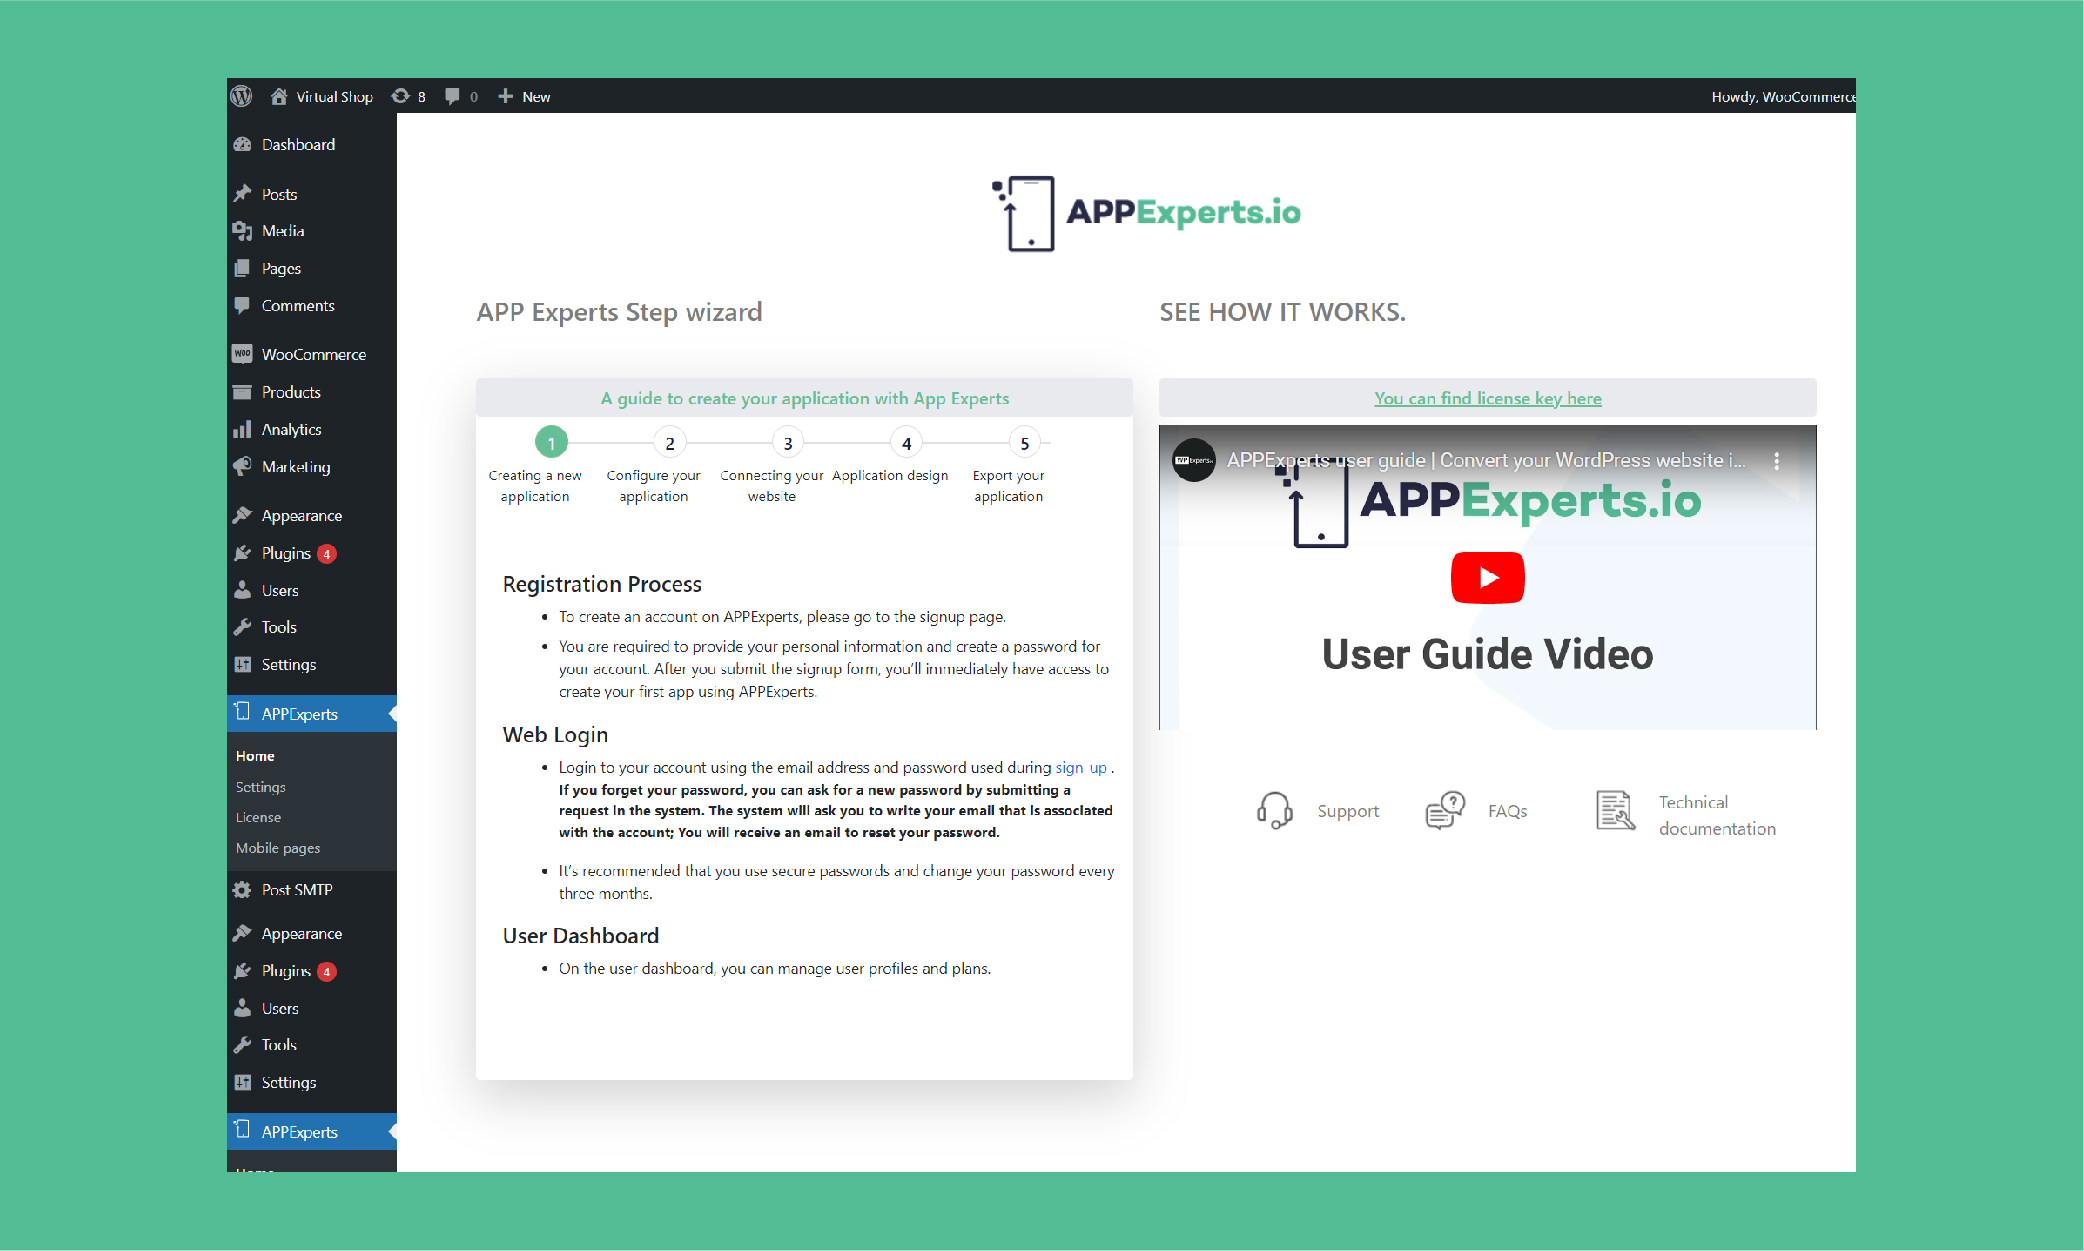 Virtual Shop 8 0 New
Howdy, WooCommerce
Dashboard
Posts
Media
Pages
Comments
WooCommerce
Products
Analytics
Marketing
Appearance
Plugins 4
Users
Tools
Settings
APPExperts
Home
Settings
License
Mobile pages
Post SMTP
Appearance
Plugins 4
Users
Tools
Settings
APPExperts
Home
APPExperts.io
APP Experts Step wizard
A guide to create your application with App Experts
1 2 3 4 5
Creating a new
application
Configure your
application
Connecting your
website
Application design
Export your
application
Registration Process
• To create an account on APPExperts, please go to the signup page.
• You are required to provide your personal information and create a password for
your account. After you submit the signup form, you'll immediately have access to
create your first app using APPExperts.
Web Login
• Login to your account using the email address and password used during sign up .
If you forget your password, you can ask for a new password by submitting a
request in the system. The system will ask you to write your email that is associated
with the account; You will receive an email to reset your password.
• It's recommended that you use secure passwords and change your password every
three months.
User Dashboard
• On the user dashboard, you can manage user profiles and plans.
SEE HOW IT WORKS.
You can find license key here
APPExperts user guide | Convert your WordPress website i...
APPExperts.io
User Guide Video
Support
FAQs
Technical
documentation